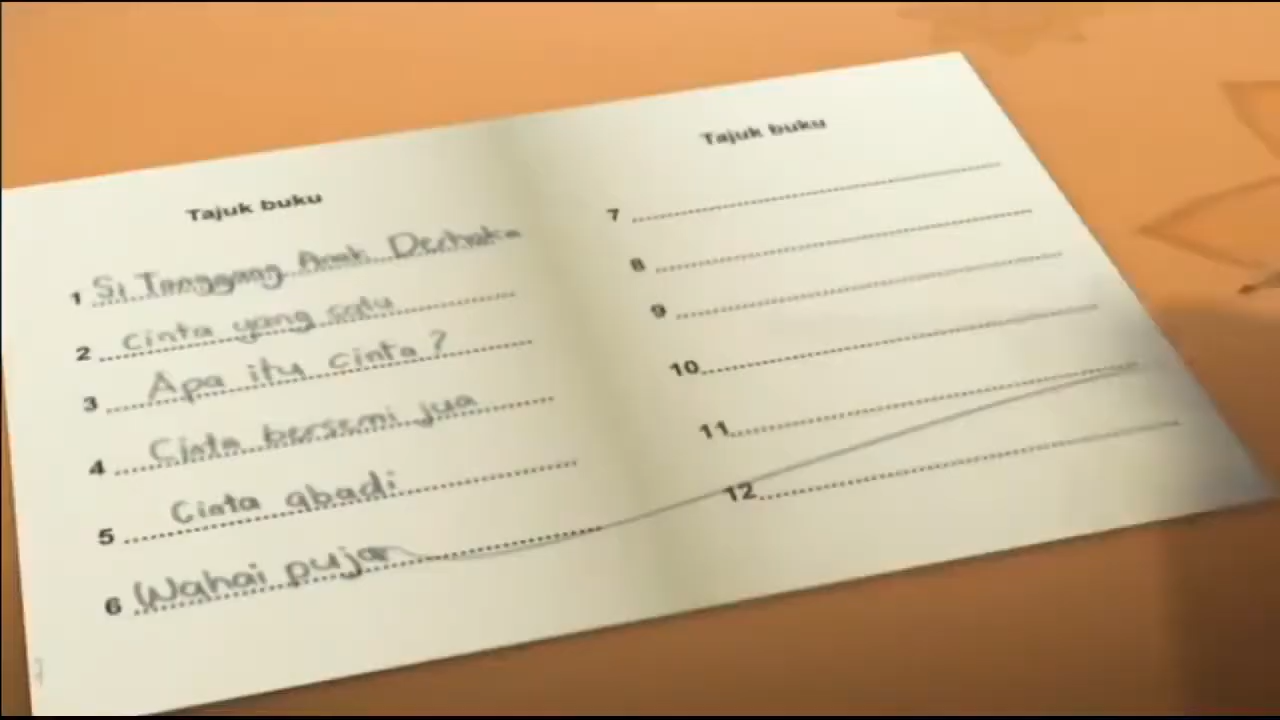 Tajuk buku
1 Si Tanggang Anak Derhaka
2 cinta yang satu
3 Apa itu cinta?
4 Cinta bersemi jua
5 Cinta abadi
6 Wahai puja
Tajuk buku
7
8
9
10
11
12